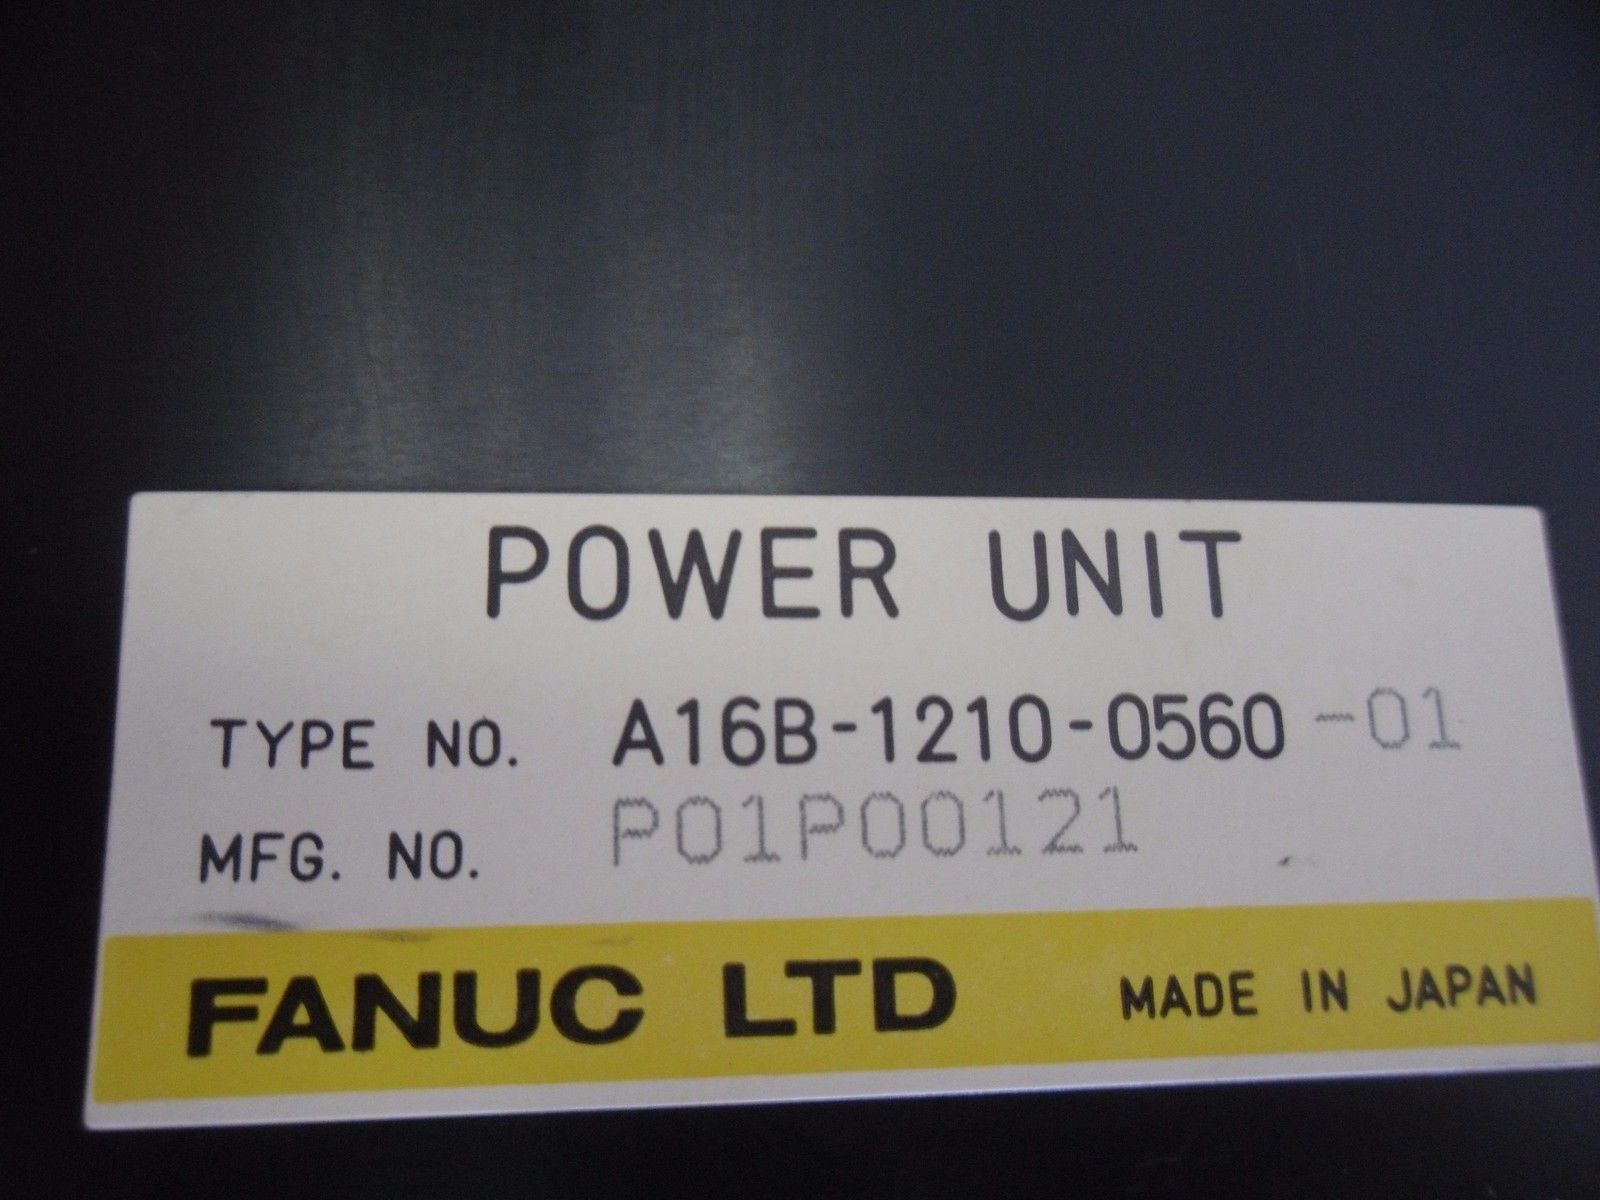 POWER UNIT
TYPE NO. A16B-1210-0560-01
MFG. NO. P01P00121
FANUC LTD MADE IN JAPAN